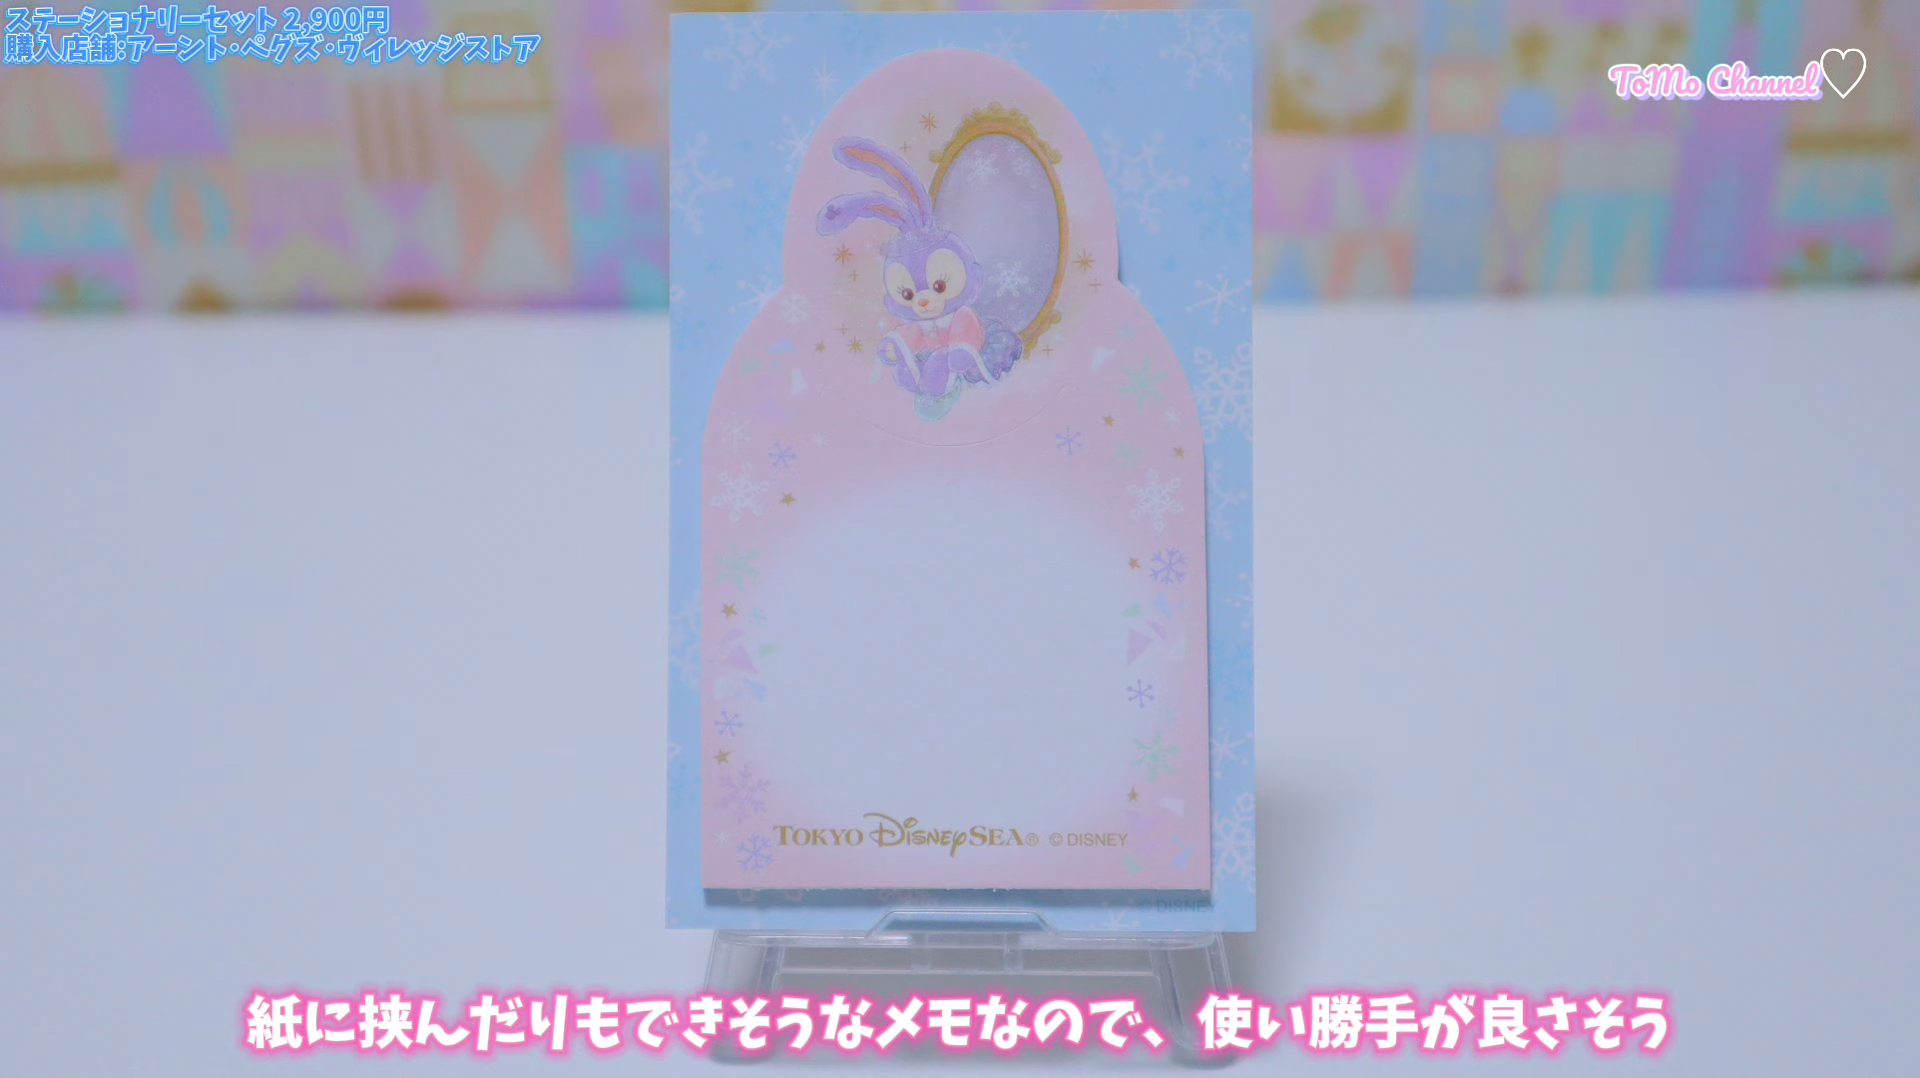 ステーショナリーセット 2,900円
購入店舗:アーント・ペグズ・ヴィレッジストア
ToMo Channel♡
TOKYO DISNEYSEA® © DISNEY
© DISNEY
紙に挟んだりもできそうなメモなので、使い勝手が良さそう